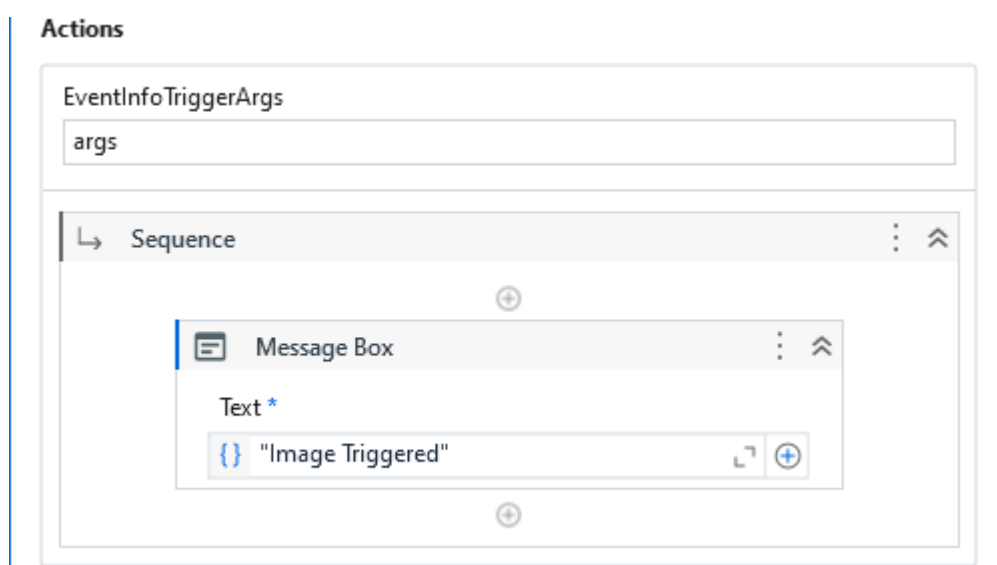 Actions
EventInfoTriggerArgs
args
Sequence
Message Box
Text *
{} "Image Triggered"